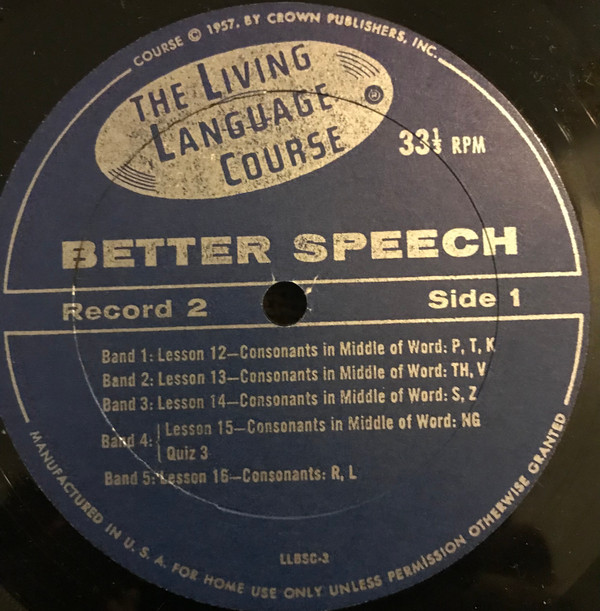 COURSE © 1957, BY CROWN PUBLISHERS, INC.
THE LIVING
LANGUAGE
COURSE
33⅓ RPM
BETTER SPEECH
Record 2
Side 1
Band 1: Lesson 12—Consonants in Middle of Word: P, T, K
Band 2: Lesson 13—Consonants in Middle of Word: TH, V
Band 3: Lesson 14—Consonants in Middle of Word: S, Z
Band 4: Lesson 15—Consonants in Middle of Word: NG
Quiz 3
Band 5: Lesson 16—Consonants: R, L
LLBSC-3
MANUFACTURED IN U. S. A. FOR HOME USE ONLY UNLESS PERMISSION OTHERWISE GRANTED